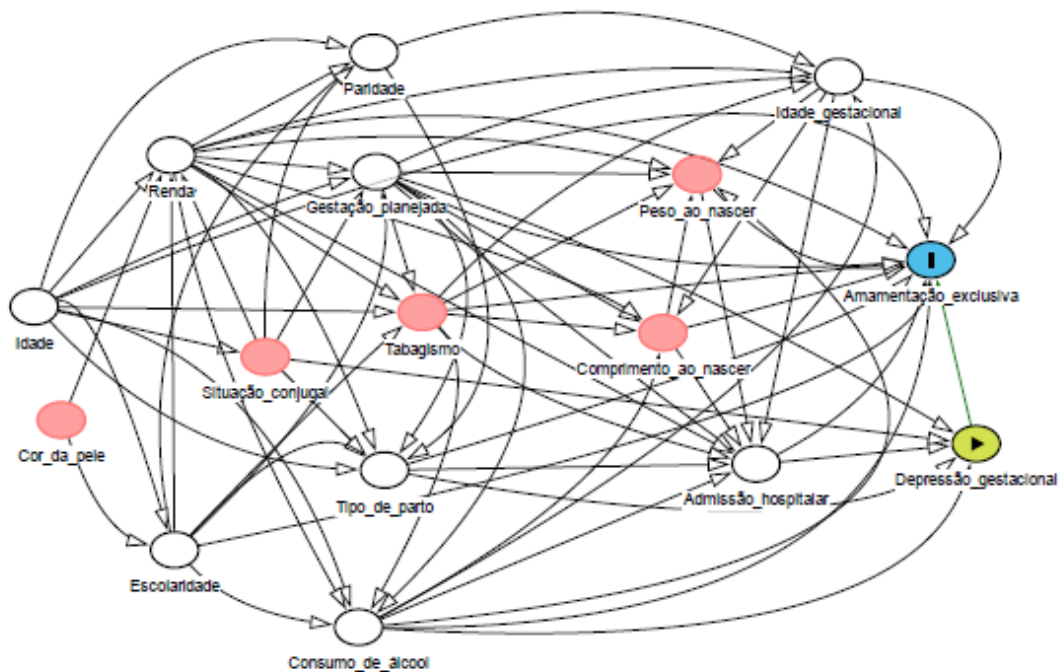 Paridade
Idade_gestacional
Renda
Gestação_planejada
Peso_ao_nascer
Amamentação_exclusiva
Idade
Tabagismo
Situação_conjugal
Comprimento_ao_nascer
Cor_da_pele
Tipo_de_parto
Admissão_hospitalar
Depressão_gestacional
Escolaridade
Consumo_de_álcool